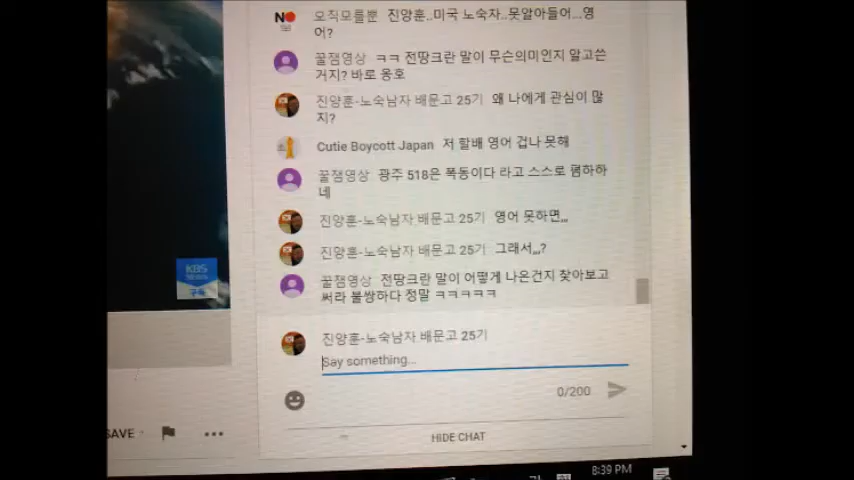 NO
오직모를뿐 진양훈..미국 노숙자..못알아들어...영
어?
꿀잼영상 ㅋㅋ 전땅크란 말이 무슨의미인지 알고쓴
거지? 바로 옹호
진양훈-노숙남자 배문고 25기 왜 나에게 관심이 많
지?
Cutie Boycott Japan 저 할배 영어 겁나 못해
꿀잼영상 광주 518은 폭동이다 라고 스스로 폄하하
네
진양훈-노숙남자 배문고 25기 영어 못하면,,,
진양훈-노숙남자 배문고 25기 그래서,,,?
꿀잼영상 전땅크란 말이 어떻게 나온건지 찾아보고
써라 불쌍하다 정말 ㅋㅋㅋㅋㅋ
KBS
NEWS
구독
진양훈-노숙남자 배문고 25기
Say something...
0/200
SAVE
HIDE CHAT
8:39 PM